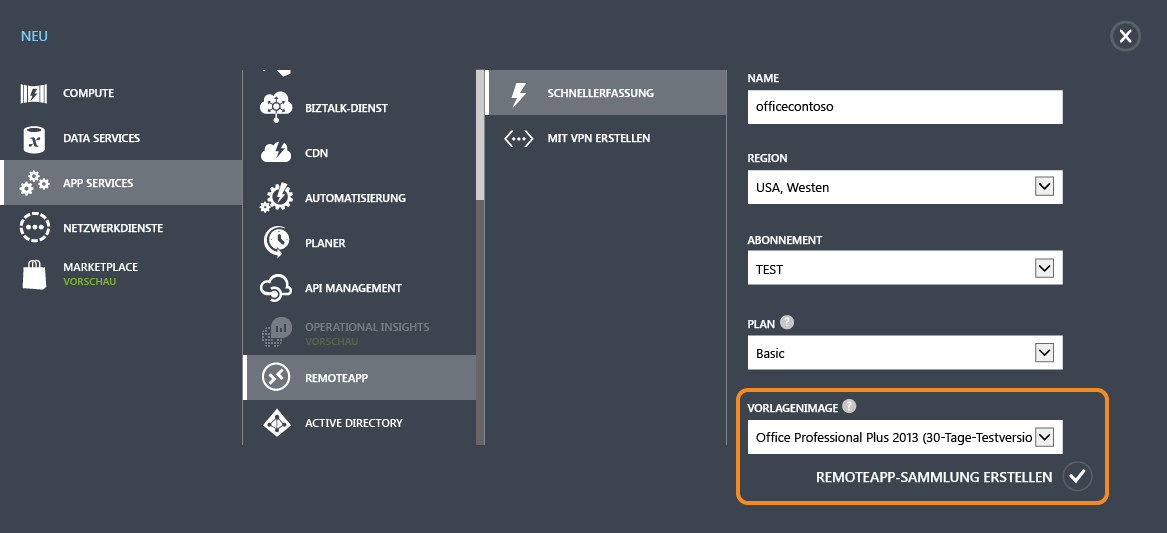 NEU
COMPUTE
DATA SERVICES
APP SERVICES
NETZWERKDIENSTE
MARKETPLACE
VORSCHAU
BIZTALK-DIENST
CDN
AUTOMATISIERUNG
PLANER
API MANAGEMENT
OPERATIONAL INSIGHTS
VORSCHAU
REMOTEAPP
ACTIVE DIRECTORY
SCHNELLERFASSUNG
MIT VPN ERSTELLEN
NAME
officecontoso
REGION
USA, Westen
ABONNEMENT
TEST
PLAN ?
Basic
VORLAGENIMAGE ?
Office Professional Plus 2013 (30-Tage-Testversio
REMOTEAPP-SAMMLUNG ERSTELLEN